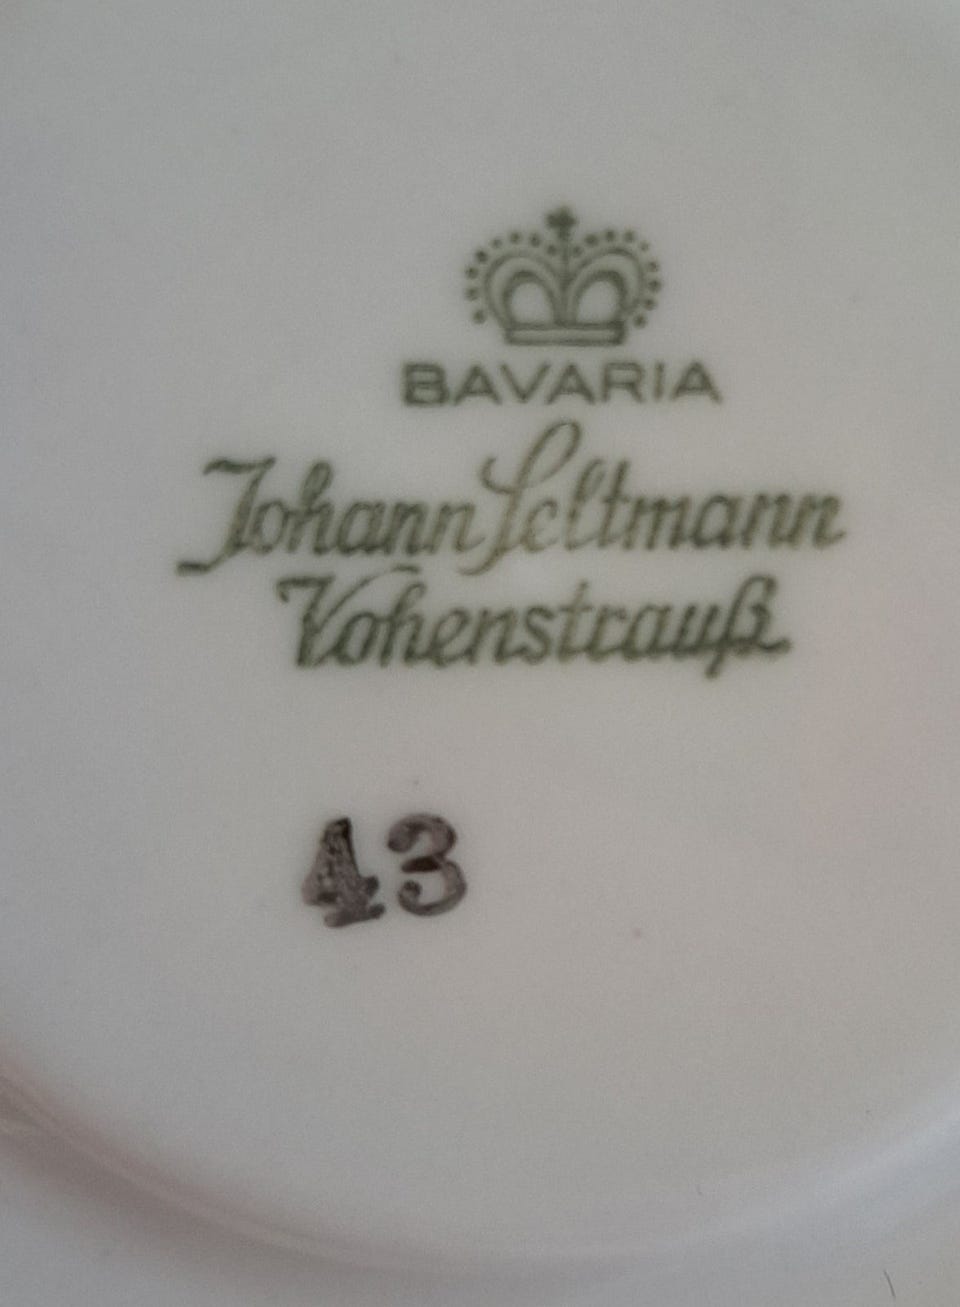 BAVARIA
Johann Seltmann
Vohenstrauß
43